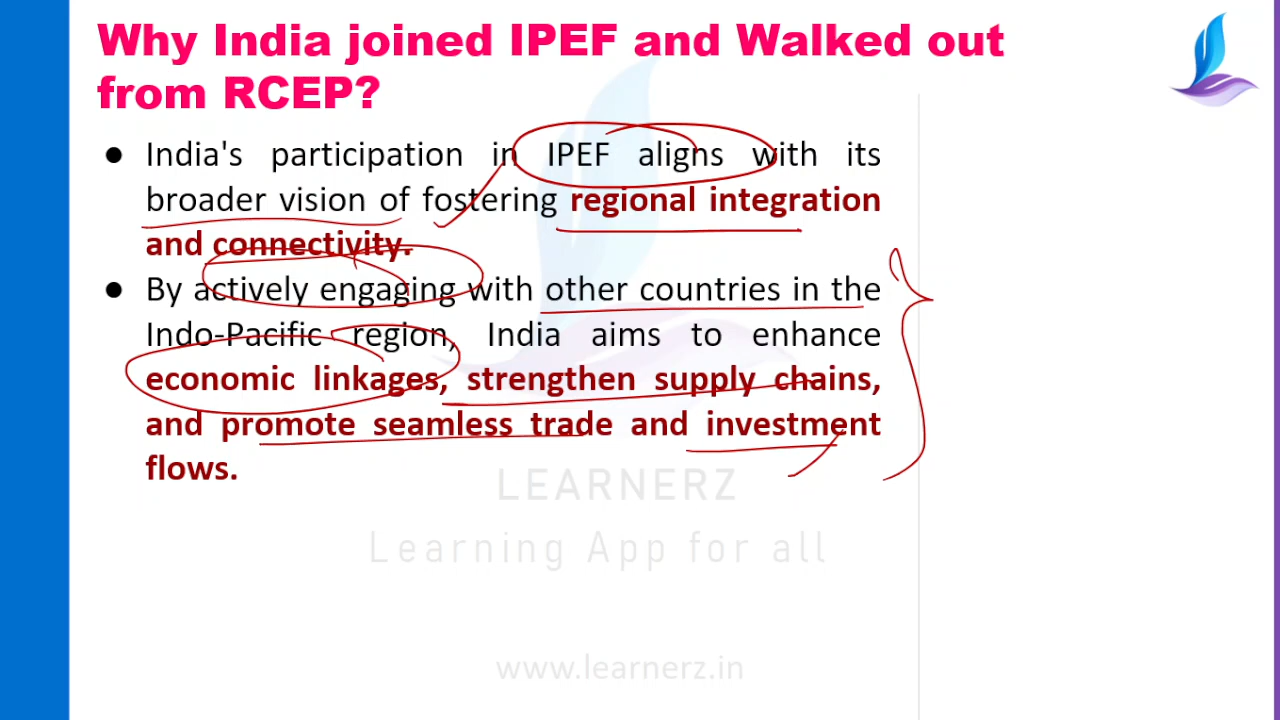 Why India joined IPEF and Walked out
from RCEP?
● India's participation in IPEF aligns with its
broader vision of fostering regional integration
and connectivity.
● By actively engaging with other countries in the
Indo-Pacific region, India aims to enhance
economic linkages, strengthen supply chains,
and promote seamless trade and investment
flows.
LEARNERZ
Learning App for all
www.learnerz.in